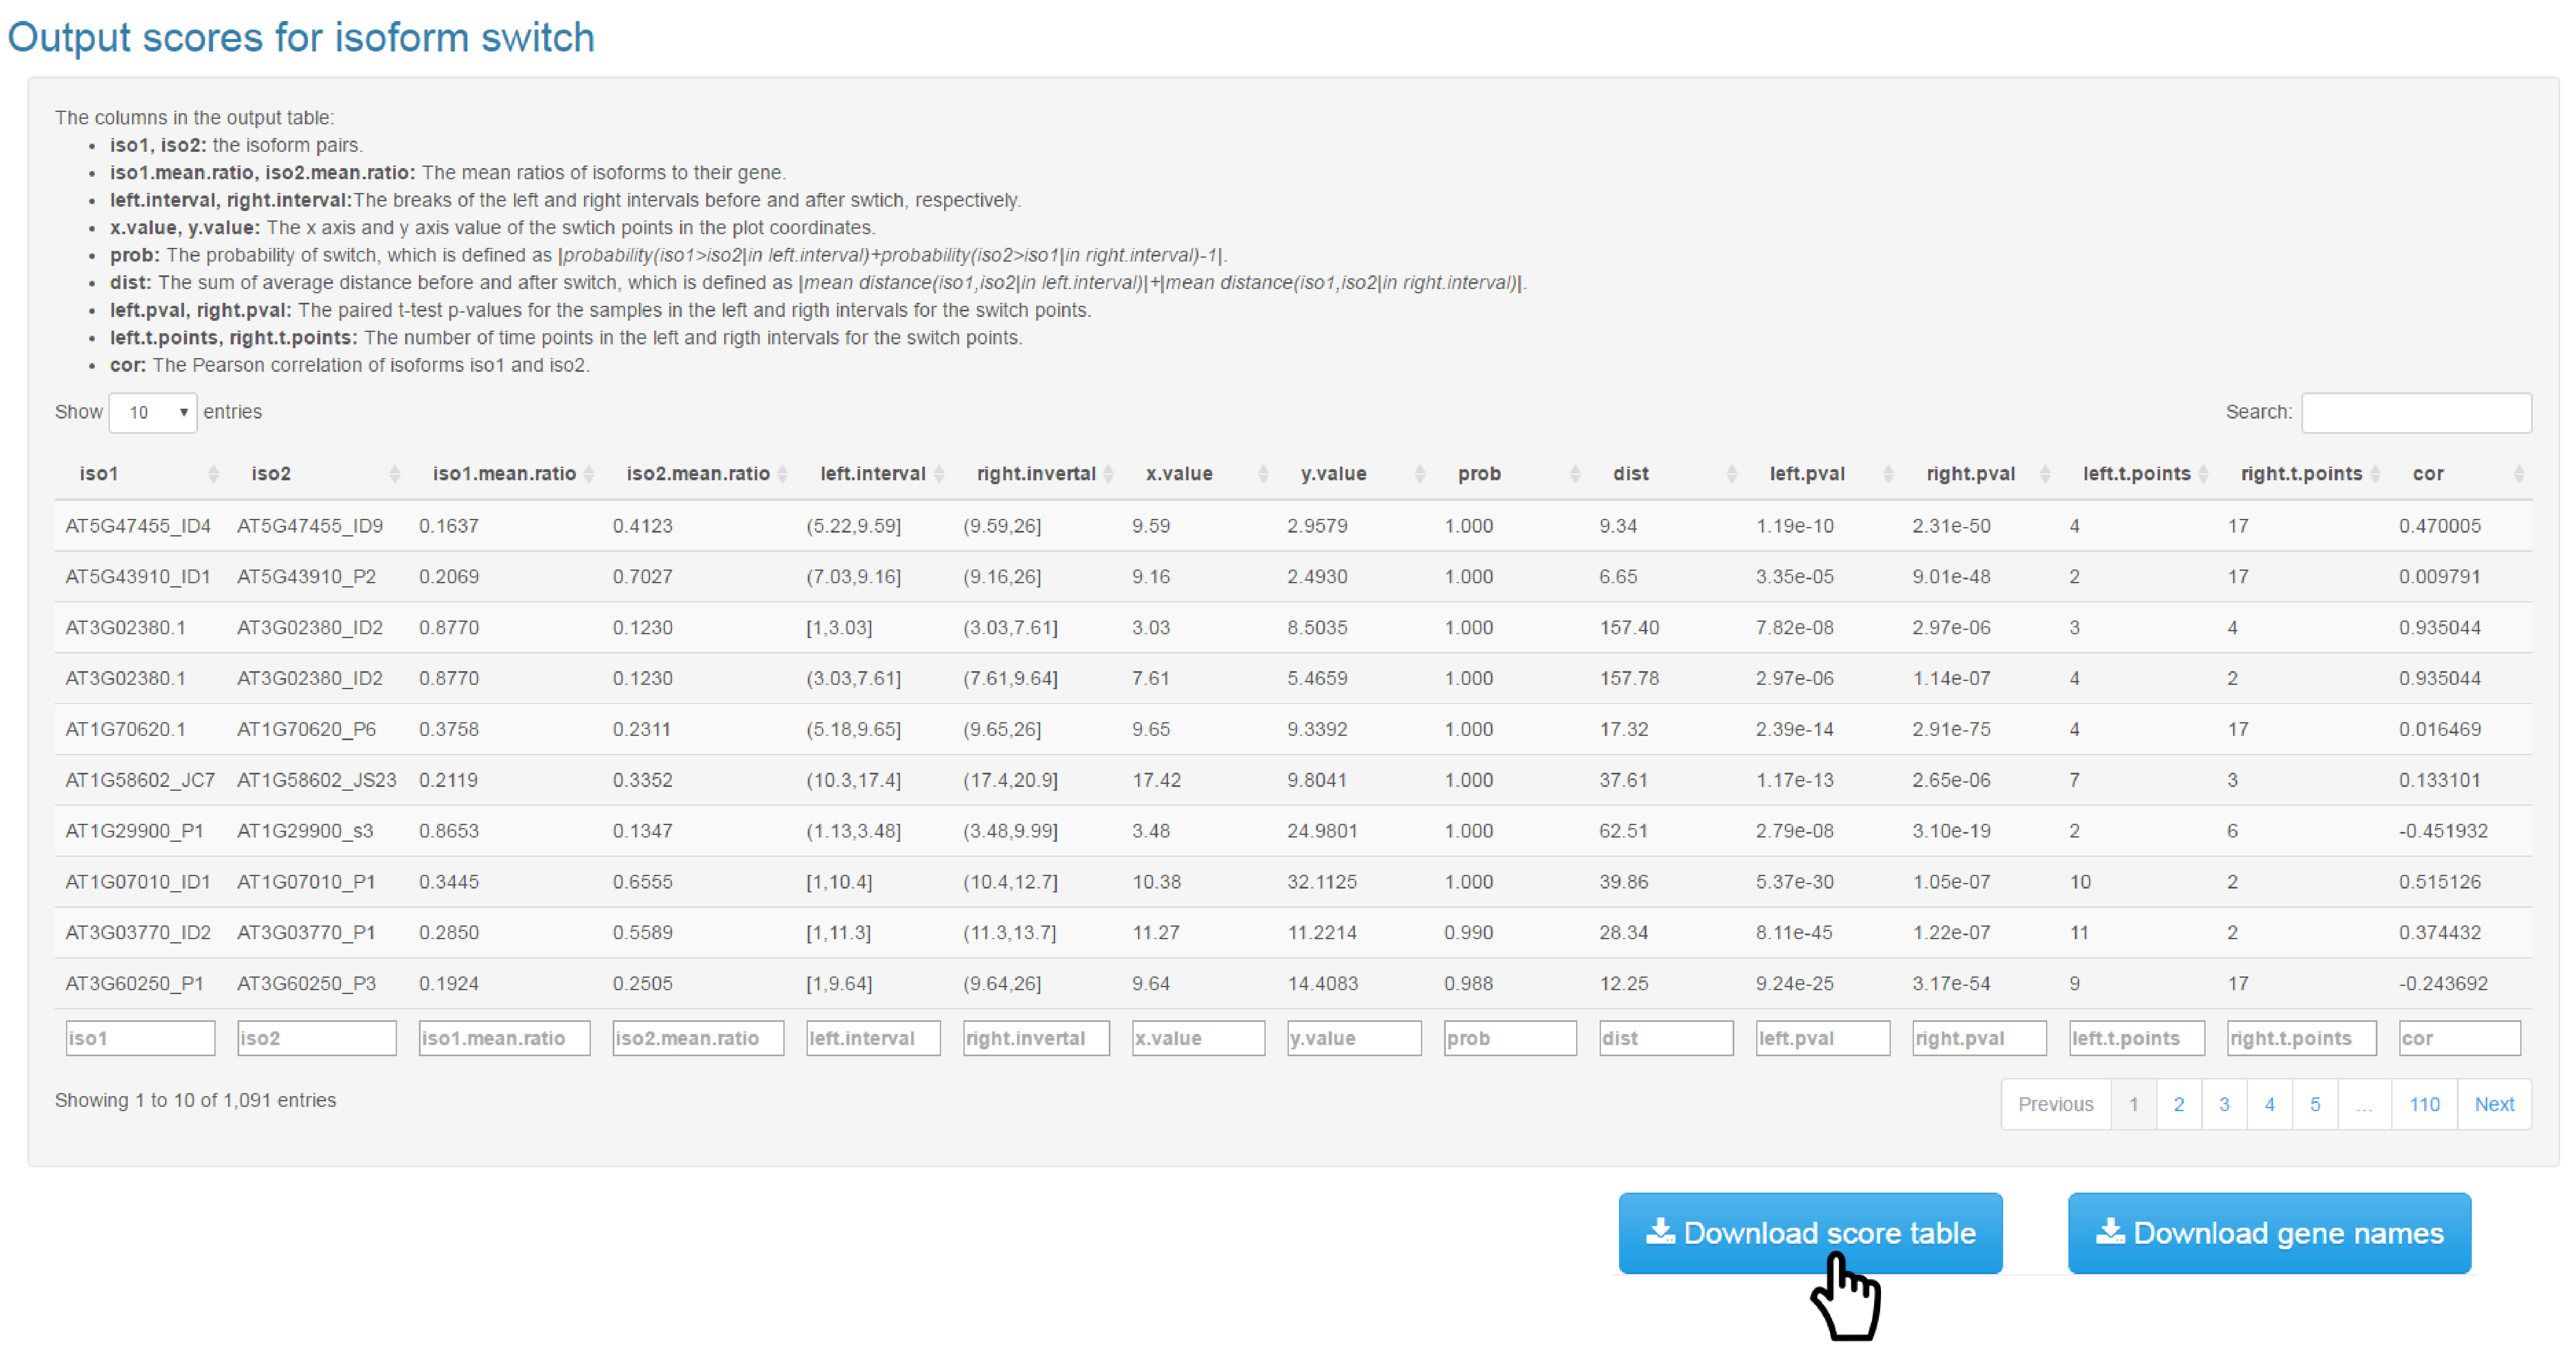 Output scores for isoform switch
The columns in the output table:
• iso1, iso2: the isoform pairs.
• iso1.mean.ratio, iso2.mean.ratio: The mean ratios of isoforms to their gene.
• left.interval, right.interval:The breaks of the left and right intervals before and after swtich, respectively.
• x.value, y.value: The x axis and y axis value of the swtich points in the plot coordinates.
• prob: The probability of switch, which is defined as |probability(iso1>iso2|in left.interval)+probability(iso2>iso1|in right.interval)-1|.
• dist: The sum of average distance before and after switch, which is defined as |mean distance(iso1,iso2|in left.interval)|+|mean distance(iso1,iso2|in right.interval)|.
• left.pval, right.pval: The paired t-test p-values for the samples in the left and rigth intervals for the switch points.
• left.t.points, right.t.points: The number of time points in the left and rigth intervals for the switch points.
• cor: The Pearson correlation of isoforms iso1 and iso2.
Show 10 entries Search:
iso1 iso2 iso1.mean.ratio iso2.mean.ratio left.interval right.invertal x.value y.value prob dist left.pval right.pval left.t.points right.t.points cor
AT5G47455_ID4 AT5G47455_ID9 0.1637 0.4123 (5.22,9.59] (9.59,26] 9.59 2.9579 1.000 9.34 1.19e-10 2.31e-50 4 17 0.470005
AT5G43910_ID1 AT5G43910_P2 0.2069 0.7027 (7.03,9.16] (9.16,26] 9.16 2.4930 1.000 6.65 3.35e-05 9.01e-48 2 17 0.009791
AT3G02380.1 AT3G02380_ID2 0.8770 0.1230 [1,3.03] (3.03,7.61] 3.03 8.5035 1.000 157.40 7.82e-08 2.97e-06 3 4 0.935044
AT3G02380.1 AT3G02380_ID2 0.8770 0.1230 (3.03,7.61] (7.61,9.64] 7.61 5.4659 1.000 157.78 2.97e-06 1.14e-07 4 2 0.935044
AT1G70620.1 AT1G70620_P6 0.3758 0.2311 (5.18,9.65] (9.65,26] 9.65 9.3392 1.000 17.32 2.39e-14 2.91e-75 4 17 0.016469
AT1G58602_JC7 AT1G58602_JS23 0.2119 0.3352 (10.3,17.4] (17.4,20.9] 17.42 9.8041 1.000 37.61 1.17e-13 2.65e-06 7 3 0.133101
AT1G29900_P1 AT1G29900_s3 0.8653 0.1347 (1.13,3.48] (3.48,9.99] 3.48 24.9801 1.000 62.51 2.79e-08 3.10e-19 2 6 -0.451932
AT1G07010_ID1 AT1G07010_P1 0.3445 0.6555 [1,10.4] (10.4,12.7] 10.38 32.1125 1.000 39.86 5.37e-30 1.05e-07 10 2 0.515126
AT3G03770_ID2 AT3G03770_P1 0.2850 0.5589 [1,11.3] (11.3,13.7] 11.27 11.2214 0.990 28.34 8.11e-45 1.22e-07 11 2 0.374432
AT3G60250_P1 AT3G60250_P3 0.1924 0.2505 [1,9.64] (9.64,26] 9.64 14.4083 0.988 12.25 9.24e-25 3.17e-54 9 17 -0.243692
iso1 iso2 iso1.mean.ratio iso2.mean.ratio left.interval right.invertal x.value y.value prob dist left.pval right.pval left.t.points right.t.points cor
Showing 1 to 10 of 1,091 entries Previous 1 2 3 4 5 ... 110 Next
Download score table Download gene names